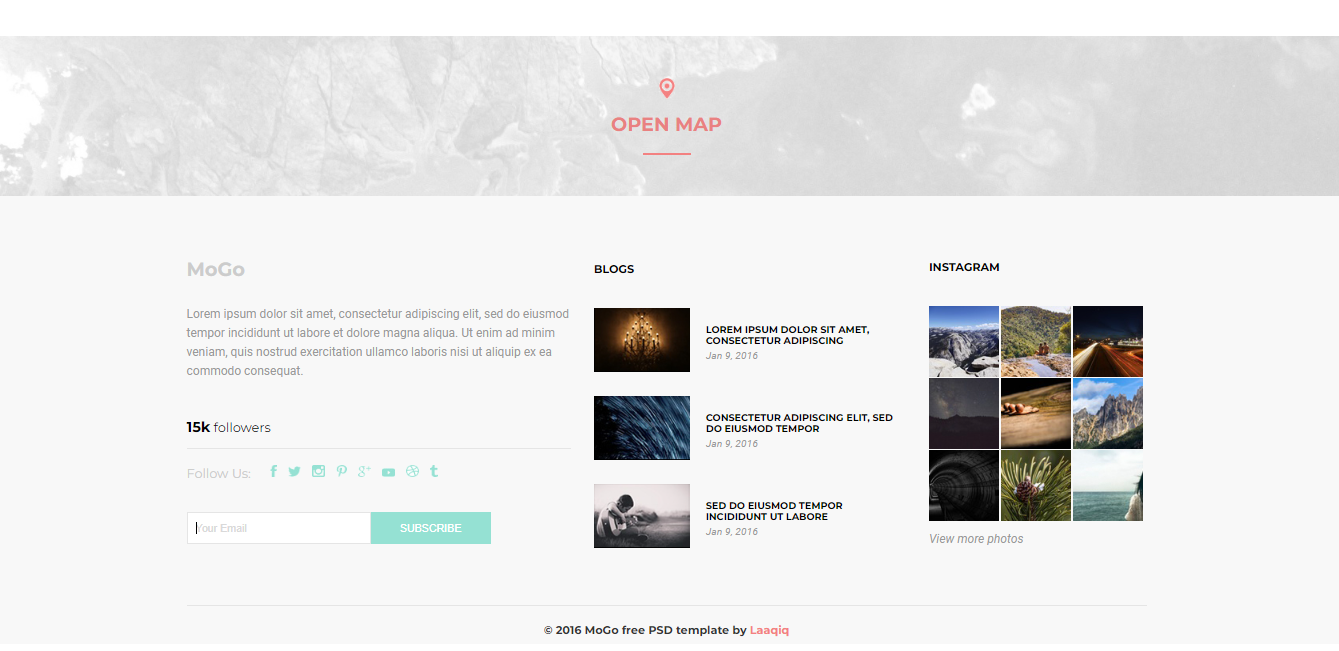 OPEN MAP
MoGo
Lorem ipsum dolor sit amet, consectetur adipiscing elit, sed do eiusmod
tempor incididunt ut labore et dolore magna aliqua. Ut enim ad minim
veniam, quis nostrud exercitation ullamco laboris nisi ut aliquip ex ea
commodo consequat.
15k followers
Follow Us:
Your Email
SUBSCRIBE
BLOGS
LOREM IPSUM DOLOR SIT AMET,
CONSECTETUR ADIPISCING
Jan 9, 2016
CONSECTETUR ADIPISCING ELIT, SED
DO EIUSMOD TEMPOR
Jan 9, 2016
SED DO EIUSMOD TEMPOR
INCIDIDUNT UT LABORE
Jan 9, 2016
INSTAGRAM
View more photos
© 2016 MoGo free PSD template by Laaqiq